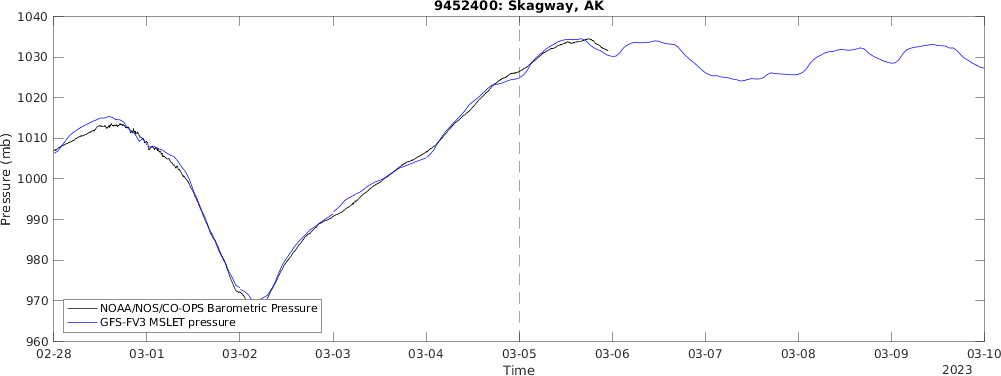 9452400: Skagway, AK
1040
1030
1020
1010
1000
990
980
970
960
Pressure (mb)
NOAA/NOS/CO-OPS Barometric Pressure
GFS-FV3 MSLET pressure
02-28 03-01 03-02 03-03 03-04 03-05 03-06 03-07 03-08 03-09 03-10
Time
2023